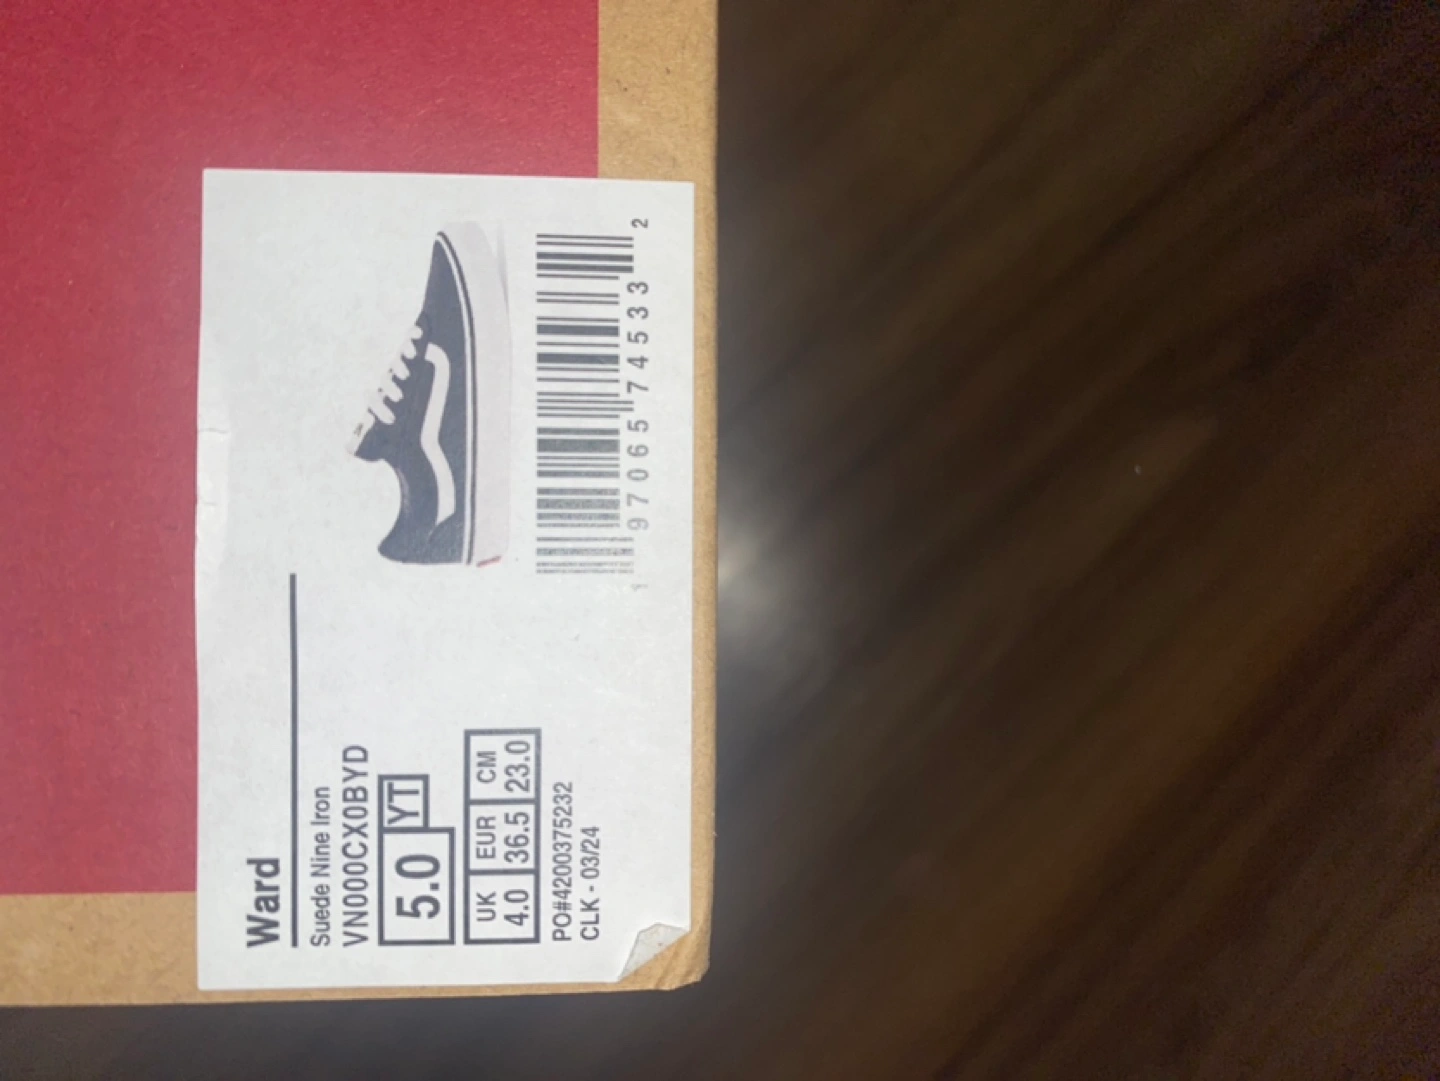 Ward
Suede Nine Iron
VN000CX0BYD
5.0 YT
UK EUR CM
4.0 36.5 23.0
PO#4200375232
CLK - 03/24
1 97065 74533 2